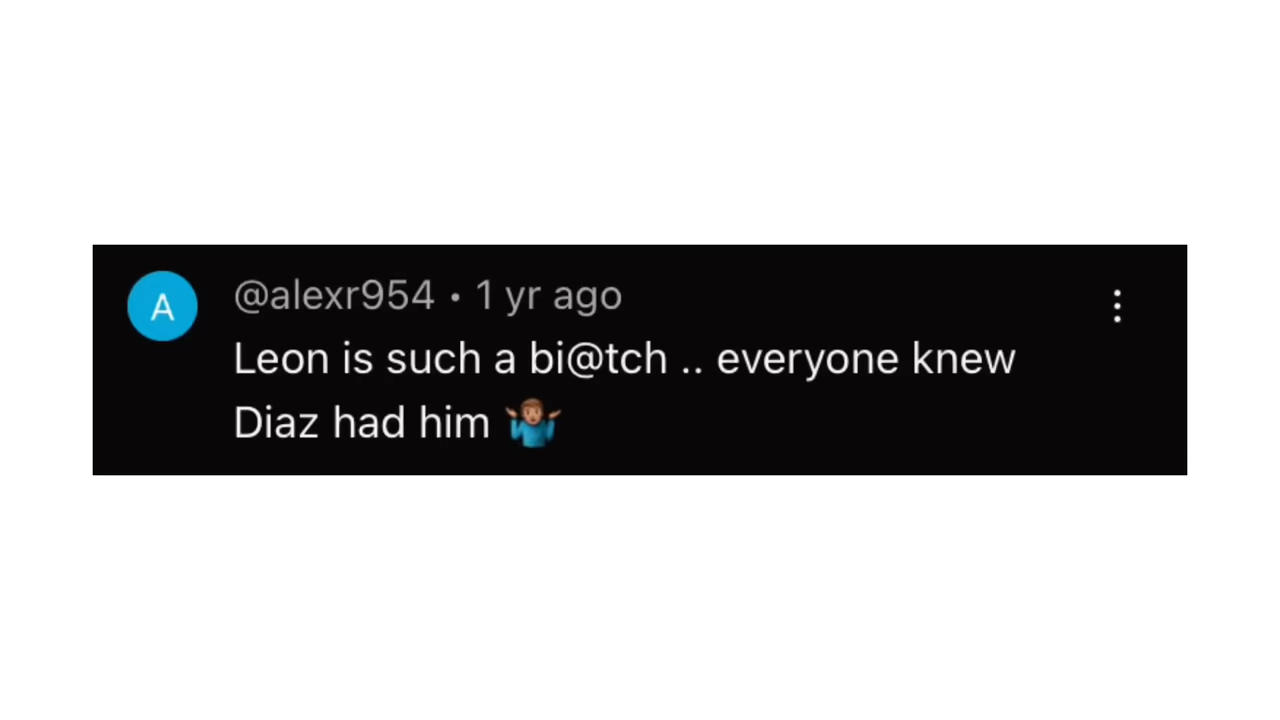 A
@alexr954 • 1 yr ago
Leon is such a bi@tch .. everyone knew
Diaz had him 🤷🏽‍♂️